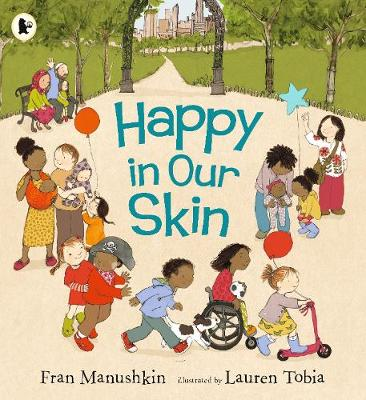 Happy
in Our
Skin
Fran Manushkin illustrated by Lauren Tobia